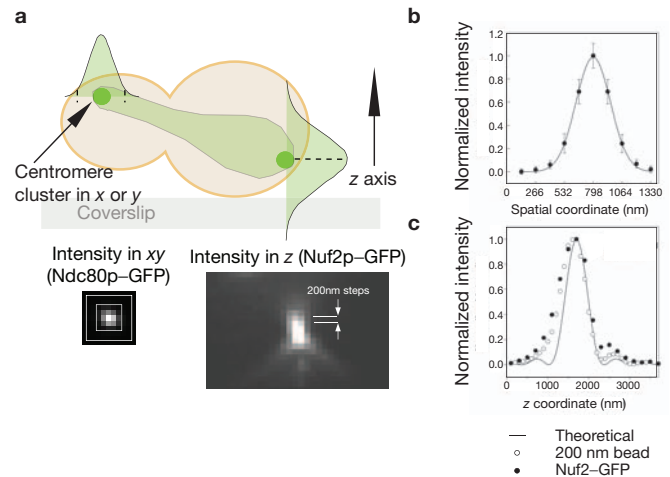 a
Centromere
cluster in x or y
z axis
Coverslip
Intensity in xy
(Ndc80p–GFP)
Intensity in z (Nuf2p–GFP)
200nm steps
b
Normalized intensity
1.2
1.0
0.8
0.6
0.4
0.2
0.0
0 266 532 798 1064 1330
Spatial coordinate (nm)
c
Normalized intensity
1.0
0.8
0.6
0.4
0.2
0.0
1000 2000 3000
z coordinate (nm)
Theoretical
200 nm bead
Nuf2–GFP